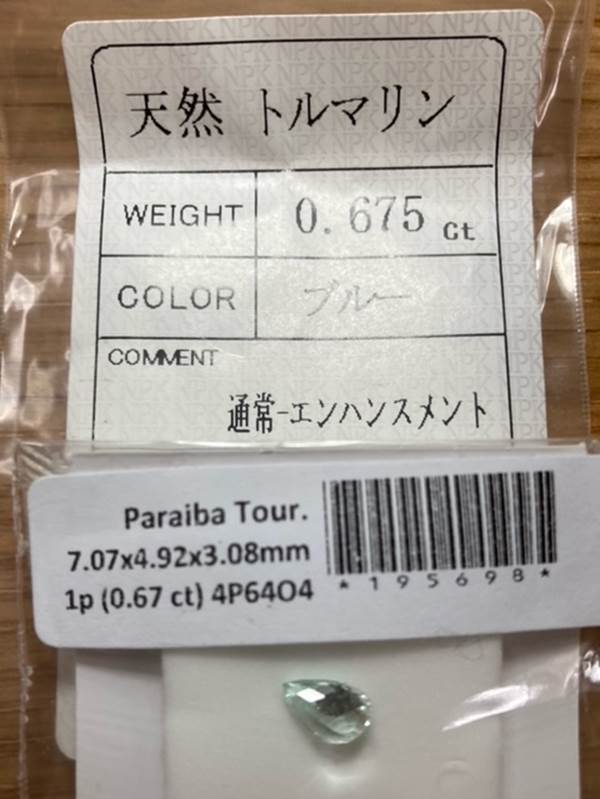 天然 トルマリン
WEIGHT 0.675 ct
COLOR ブルー
COMMENT
通常-エンハンスメント
Paraiba Tour.
7.07x4.92x3.08mm
1p (0.67 ct) 4P64O4
*195698*